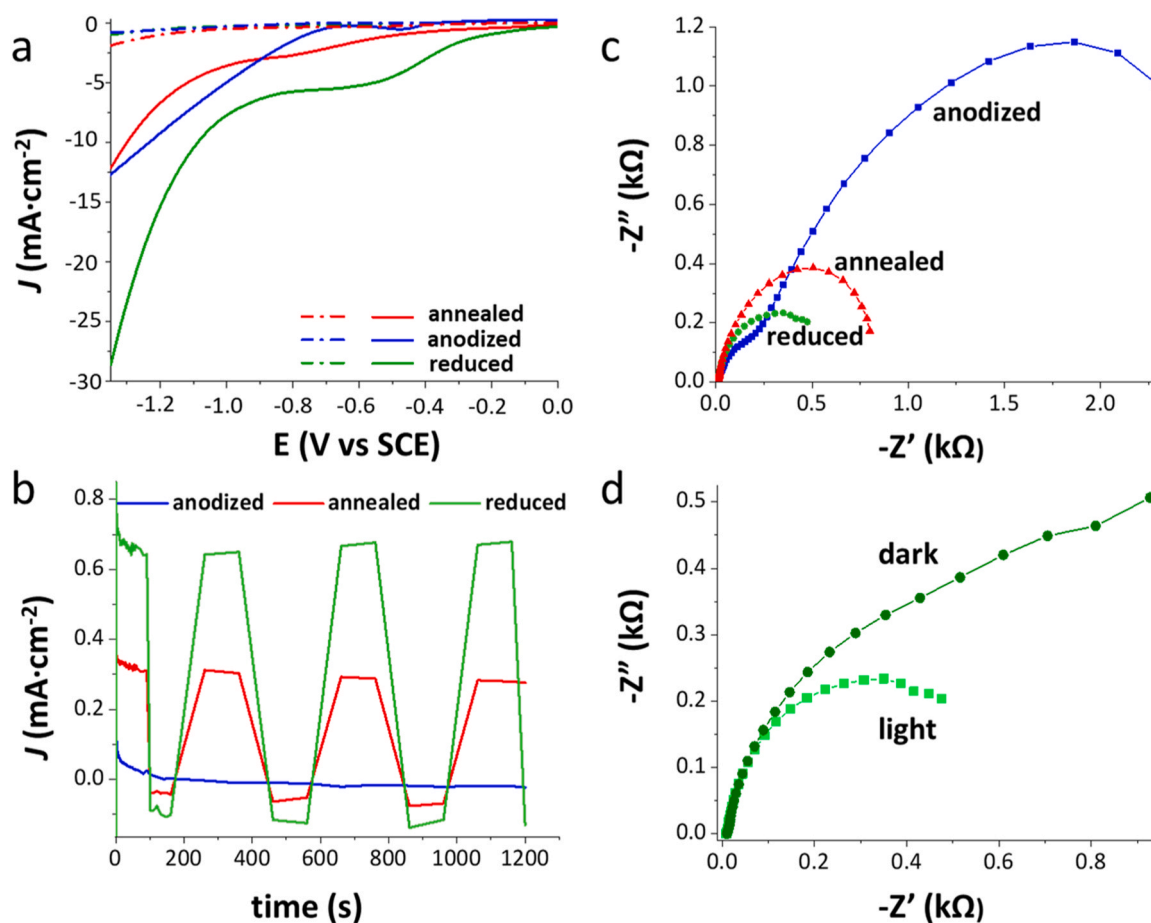 a
0
-5
-10
-15
-20
-25
-30
J (mA·cm-2)
annealed
anodized
reduced
-1.2 -1.0 -0.8 -0.6 -0.4 -0.2 0.0
E (V vs SCE)
c
1.2
1.0
0.8
0.6
0.4
0.2
0.0
-Z″ (kΩ)
anodized
annealed
reduced
0.0 0.5 1.0 1.5 2.0
-Z’ (kΩ)
b
0.8
0.6
0.4
0.2
0.0
J (mA·cm-2)
anodized annealed reduced
0 200 400 600 800 1000 1200
time (s)
d
0.5
0.4
0.3
0.2
0.1
0.0
-Z″ (kΩ)
dark
light
0.0 0.2 0.4 0.6 0.8
-Z’ (kΩ)